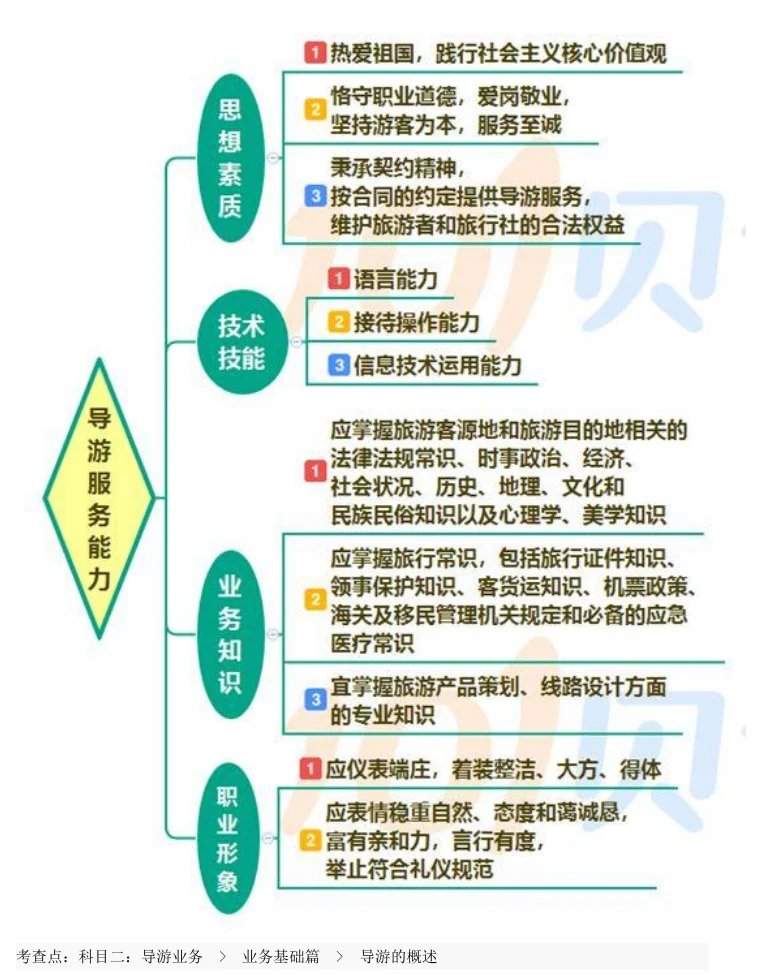 导游服务能力
思想素质
1 热爱祖国，践行社会主义核心价值观
2 恪守职业道德，爱岗敬业，
坚持游客为本，服务至诚
3 秉承契约精神，
按合同的约定提供导游服务，
维护旅游者和旅行社的合法权益
技术
技能
1 语言能力
2 接待操作能力
3 信息技术运用能力
业务知识
1 应掌握旅游客源地和旅游目的地相关的
法律法规常识、时事政治、经济、
社会状况、历史、地理、文化和
民族民俗知识以及心理学、美学知识
2 应掌握旅行常识，包括旅行证件知识、
领事保护知识、客货运知识、机票政策、
海关及移民管理机关规定和必备的应急
医疗常识
3 宜掌握旅游产品策划、线路设计方面
的专业知识
职业形象
1 应仪表端庄，着装整洁、大方、得体
2 应表情稳重自然、态度和蔼诚恳，
富有亲和力，言行有度，
举止符合礼仪规范
101贝
101贝
考查点：科目二：导游业务 > 业务基础篇 > 导游的概述